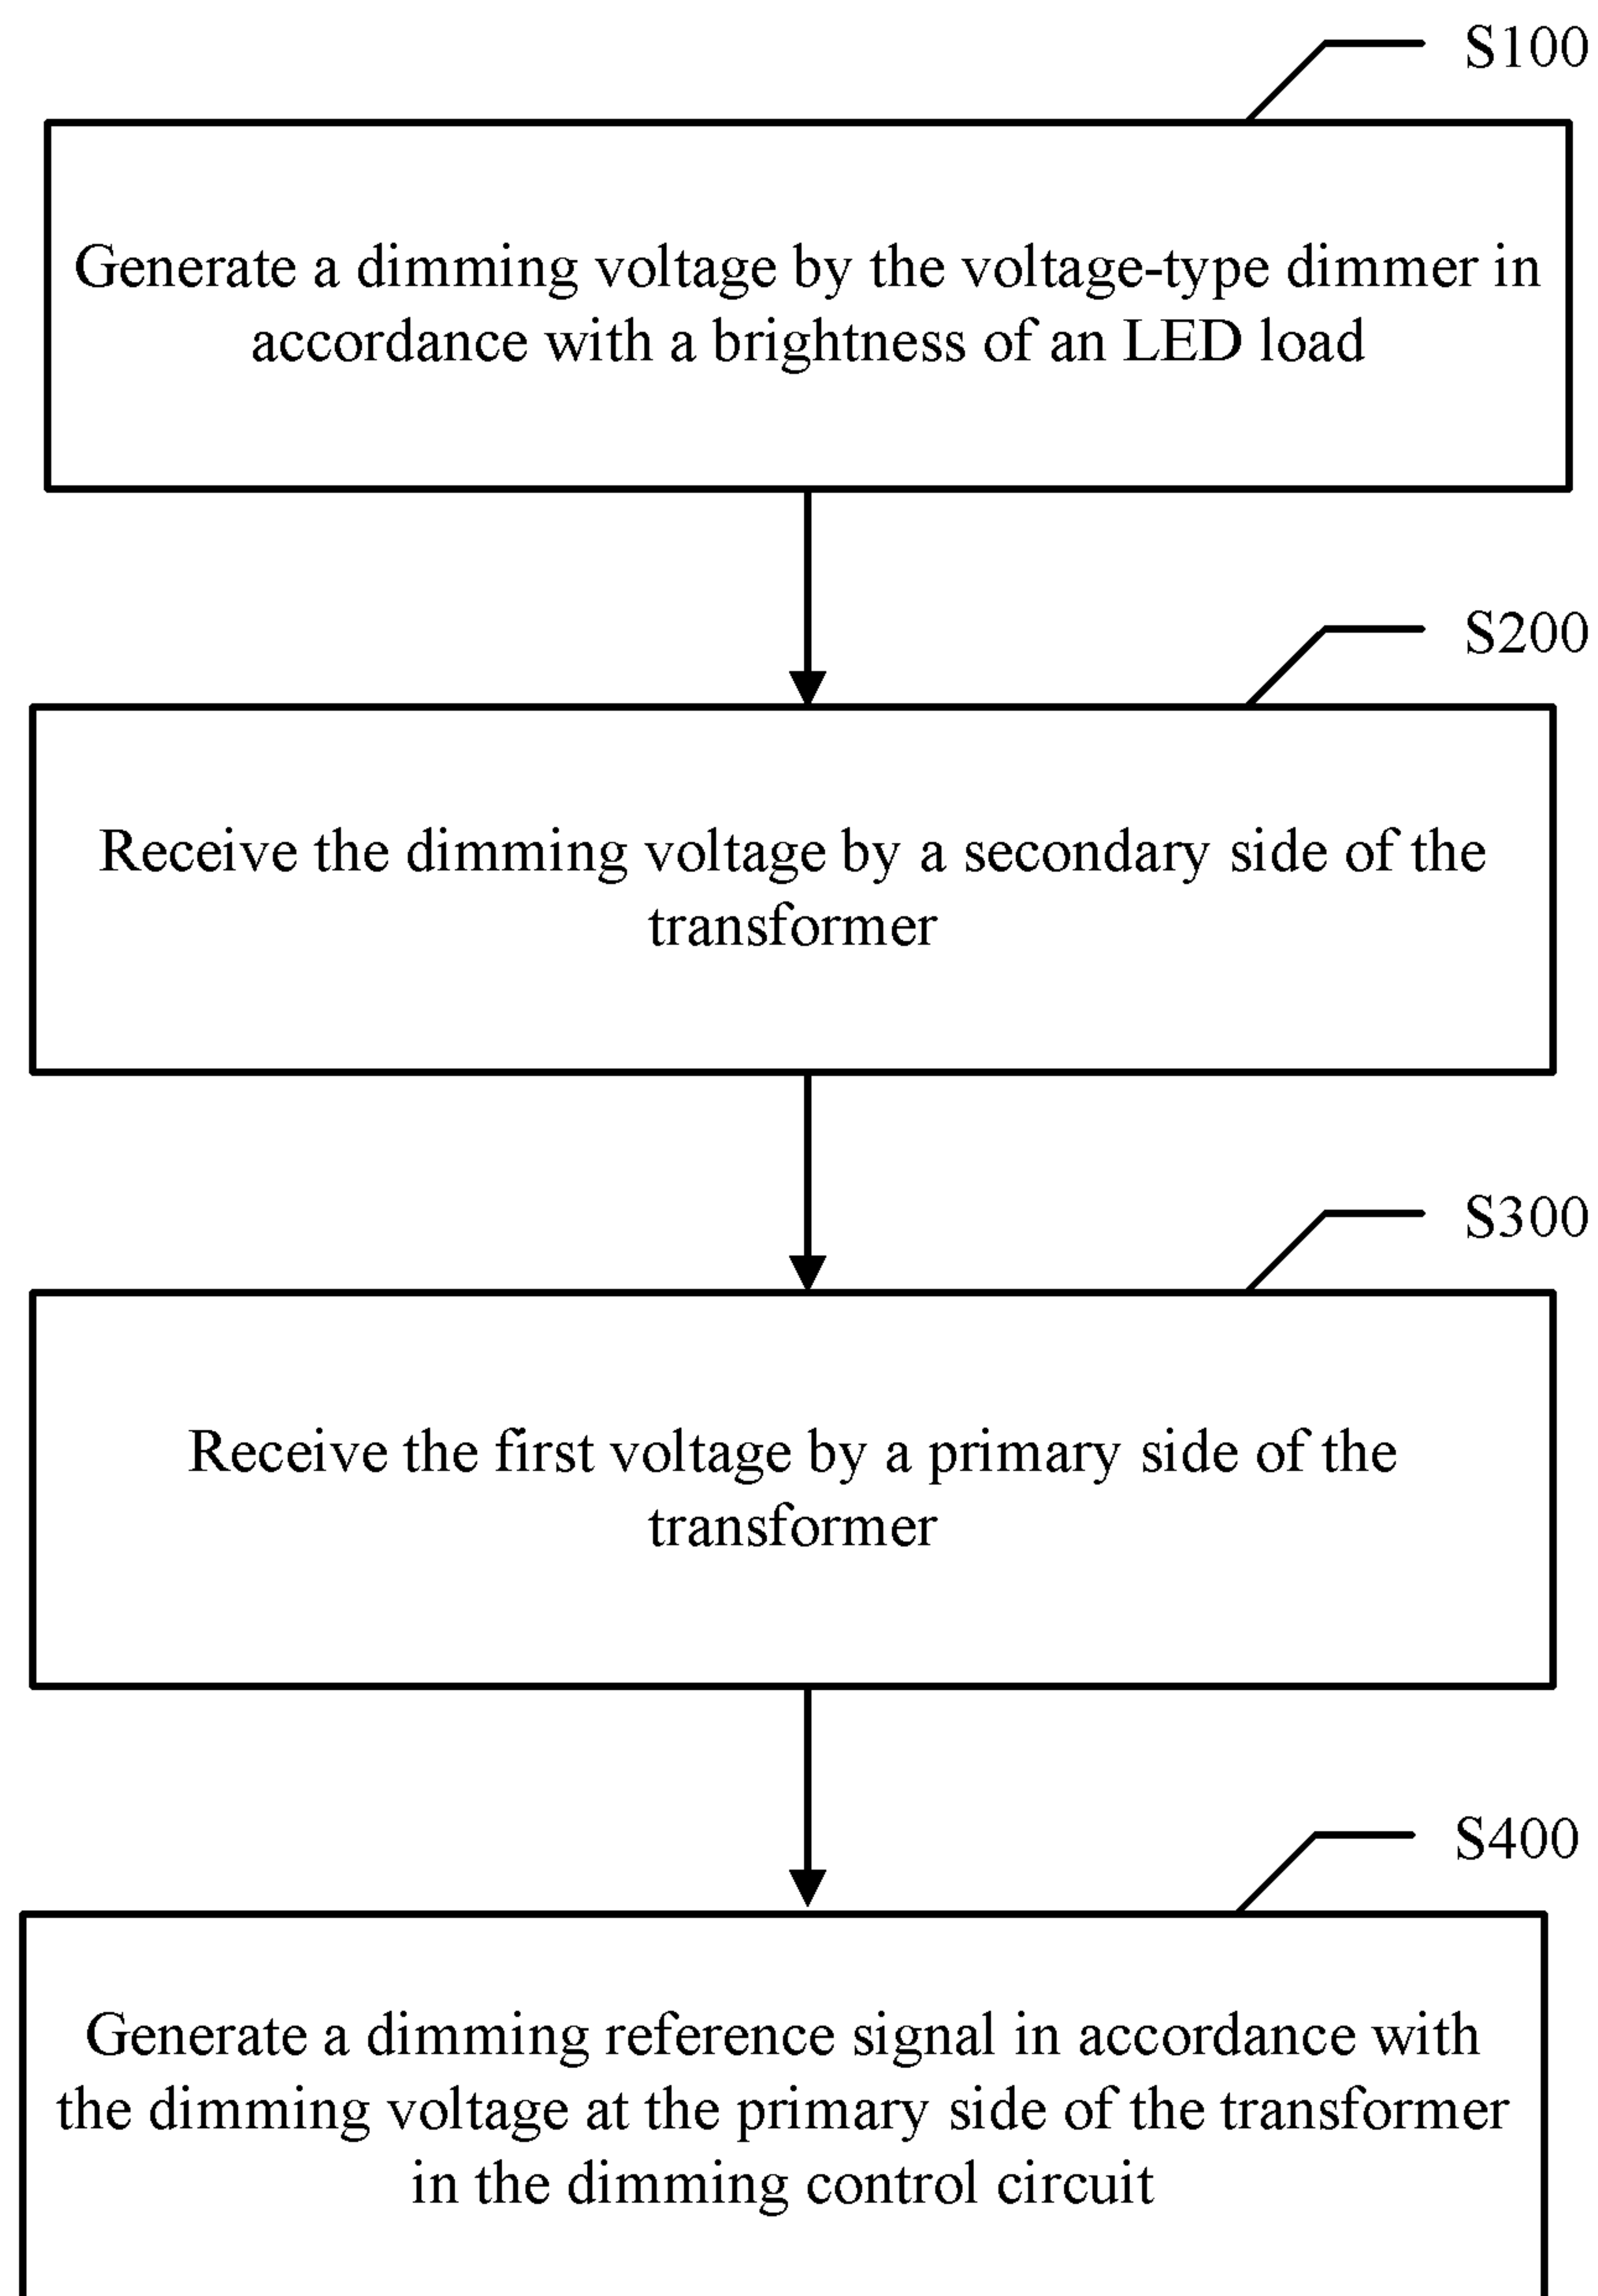 S100
Generate a dimming voltage by the voltage-type dimmer in
accordance with a brightness of an LED load
S200
Receive the dimming voltage by a secondary side of the
transformer
S300
Receive the first voltage by a primary side of the
transformer
S400
Generate a dimming reference signal in accordance with
the dimming voltage at the primary side of the transformer
in the dimming control circuit